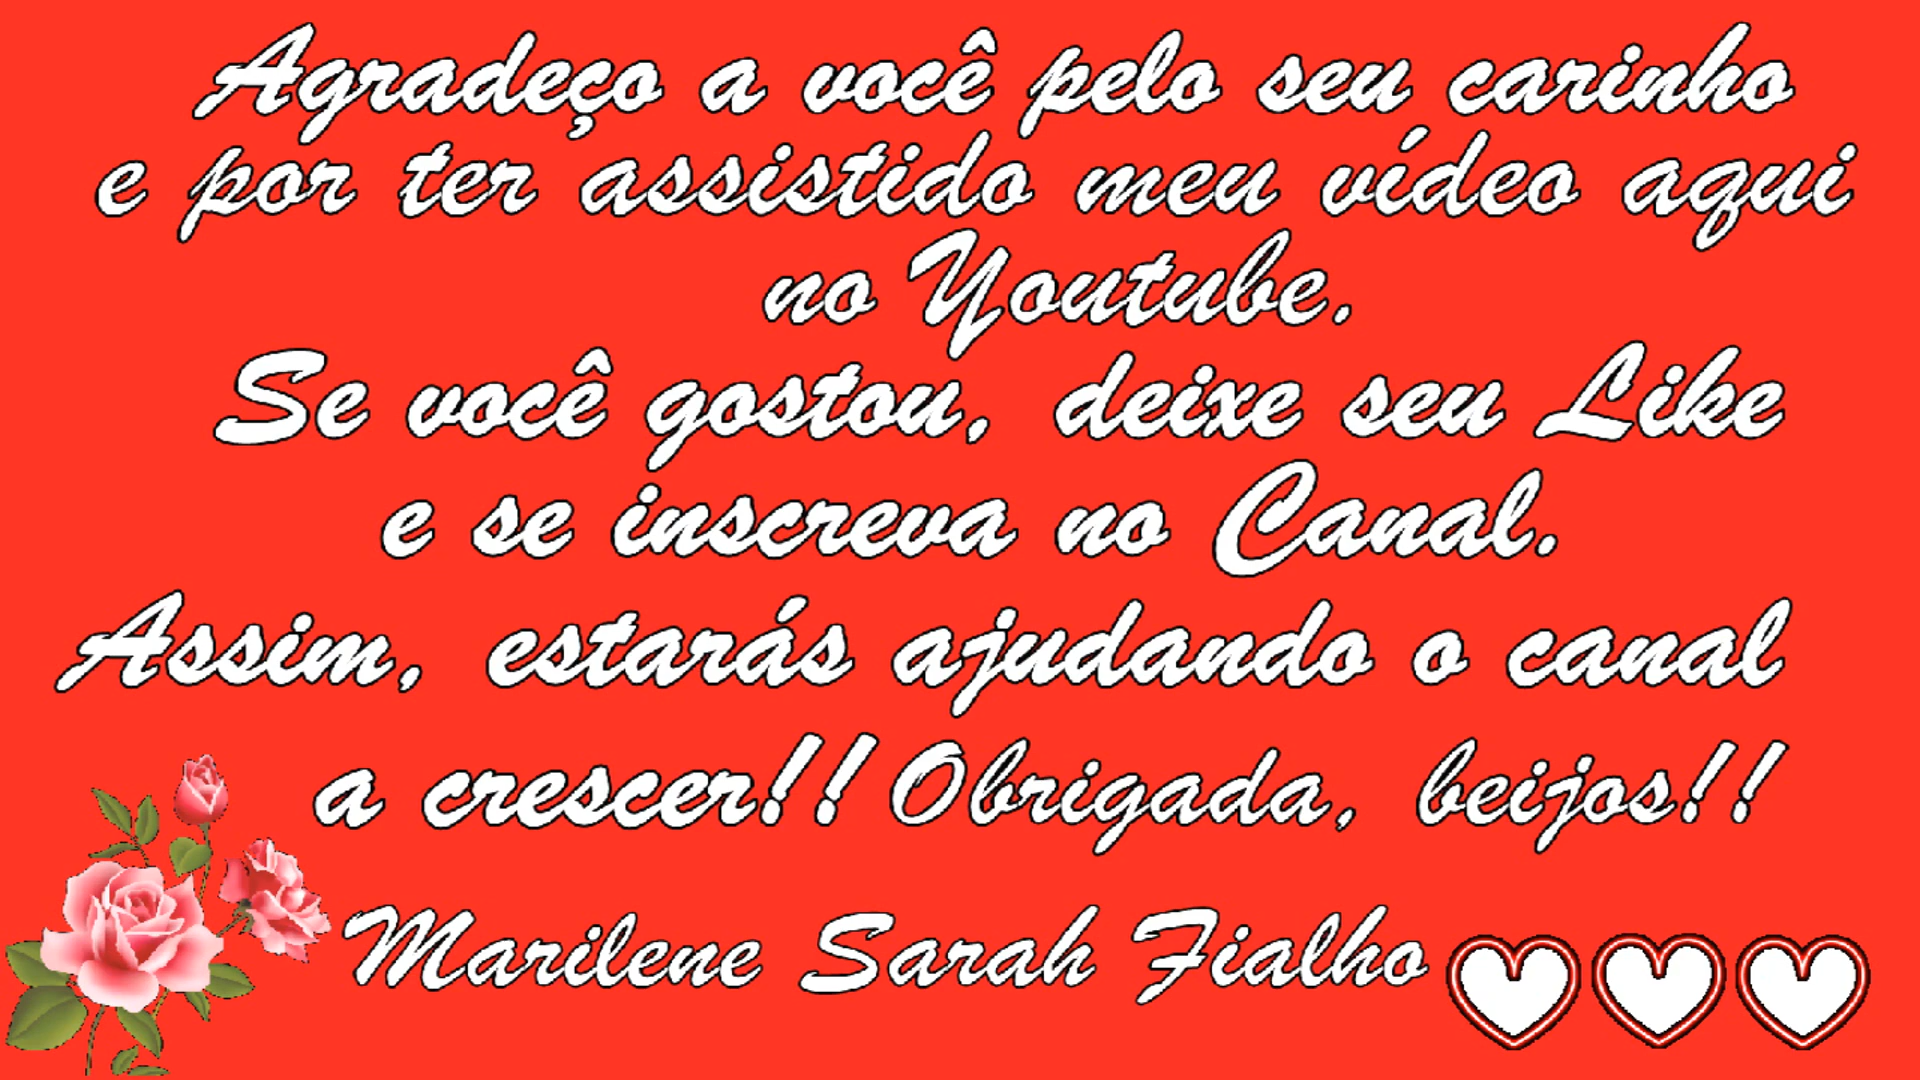 Agradeço a você pelo seu carinho
e por ter assistido meu vídeo aqui
no Youtube.
Se você gostou, deixe seu Like
e se inscreva no Canal.
Assim, estarás ajudando o canal
a crescer!! Obrigada, beijos!!
Marilene Sarah Fialho